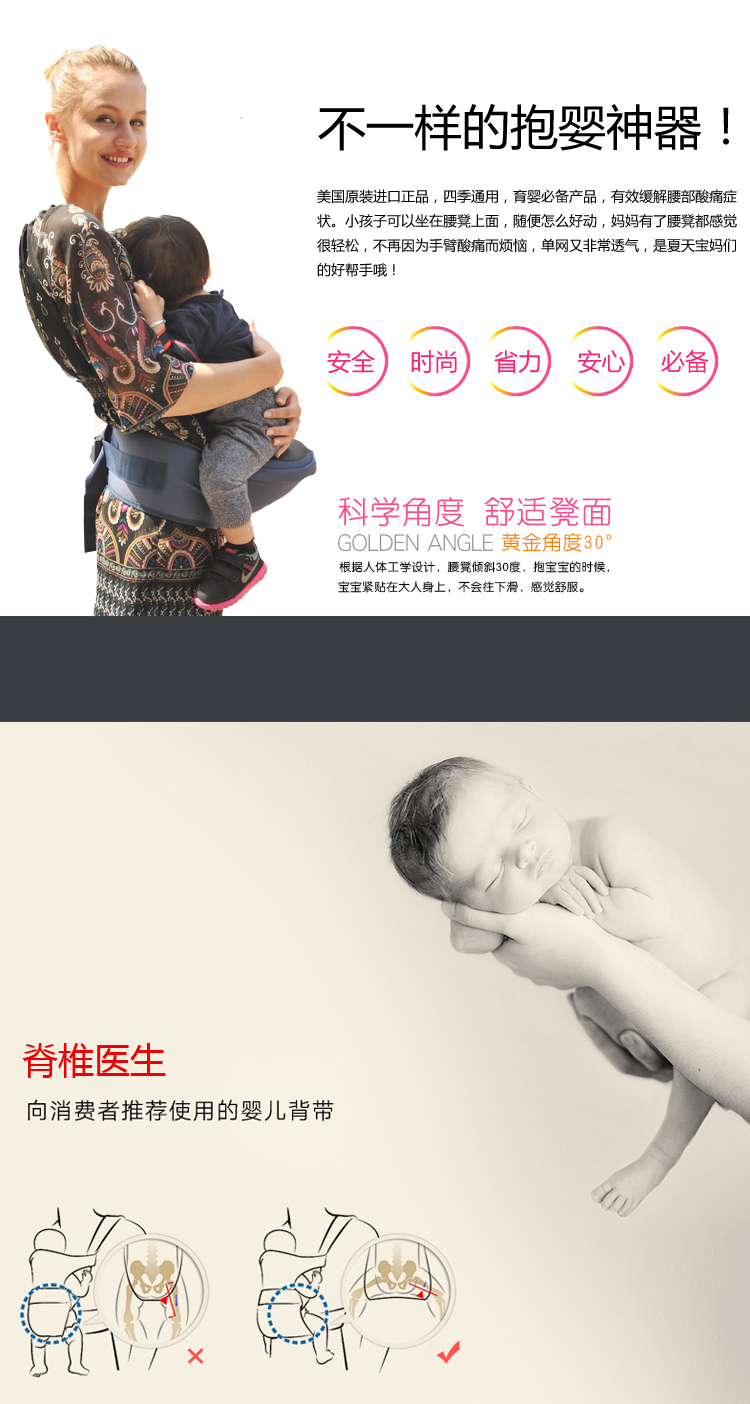 不一样的抱婴神器！
美国原装进口正品，四季通用，育婴必备产品，有效缓解腰部酸痛症
状。小孩子可以坐在腰凳上面，随便怎么好动，妈妈有了腰凳都感觉
很轻松，不再因为手臂酸痛而烦恼，单网又非常透气，是夏天宝妈们
的好帮手哦！
安全 时尚 省力 安心 必备
科学角度 舒适凳面
GOLDEN ANGLE 黄金角度30°
根据人体工学设计，腰凳倾斜30度，抱宝宝的时候，
宝宝紧贴在大人身上，不会往下滑，感觉舒服。
脊椎医生
向消费者推荐使用的婴儿背带